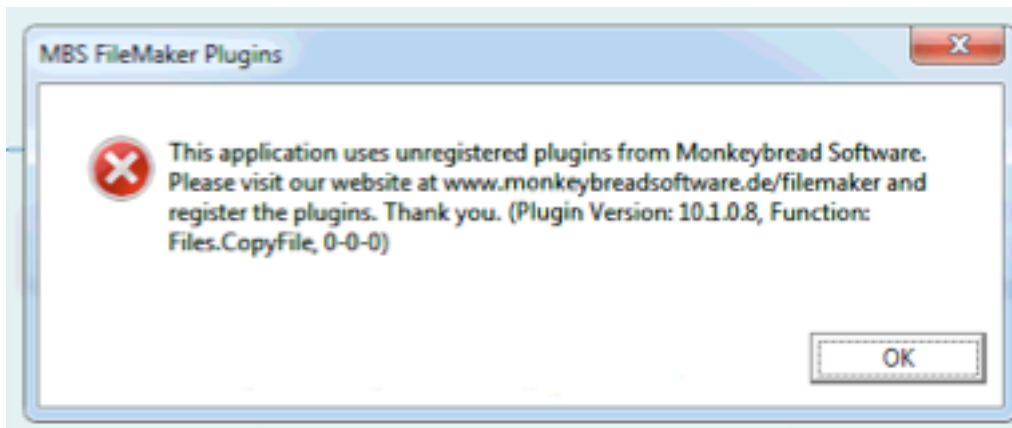 MBS FileMaker Plugins
This application uses unregistered plugins from Monkeybread Software.
Please visit our website at www.monkeybreadsoftware.de/filemaker and
register the plugins. Thank you. (Plugin Version: 10.1.0.8, Function:
Files.CopyFile, 0-0-0)
OK